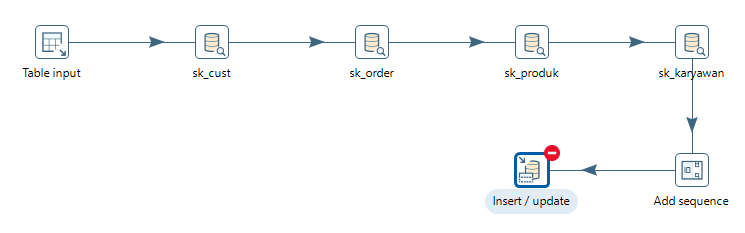 Table input
sk_cust
sk_order
sk_produk
sk_karyawan
Insert / update
Add sequence